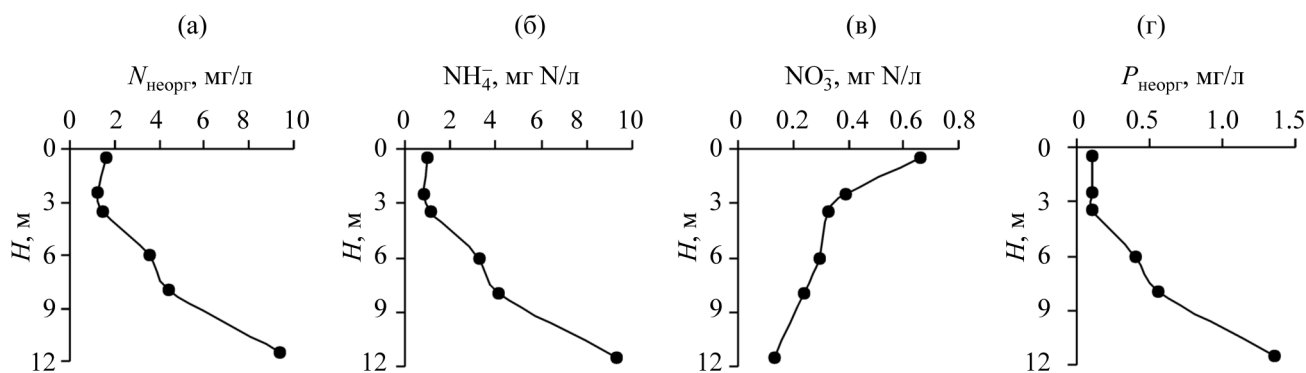 (а) (б) (в) (г)
Nнеорг, мг/л NH₄⁻, мг N/л NO₃⁻, мг N/л Pнеорг, мг/л
0 2 4 6 8 10 0 2 4 6 8 10 0 0.2 0.4 0.6 0.8 0 0.5 1.0 1.5
0 0 0 0
3 3 3 3
H, м H, м H, м H, м
6 6 6 6
9 9 9 9
12 12 12 12